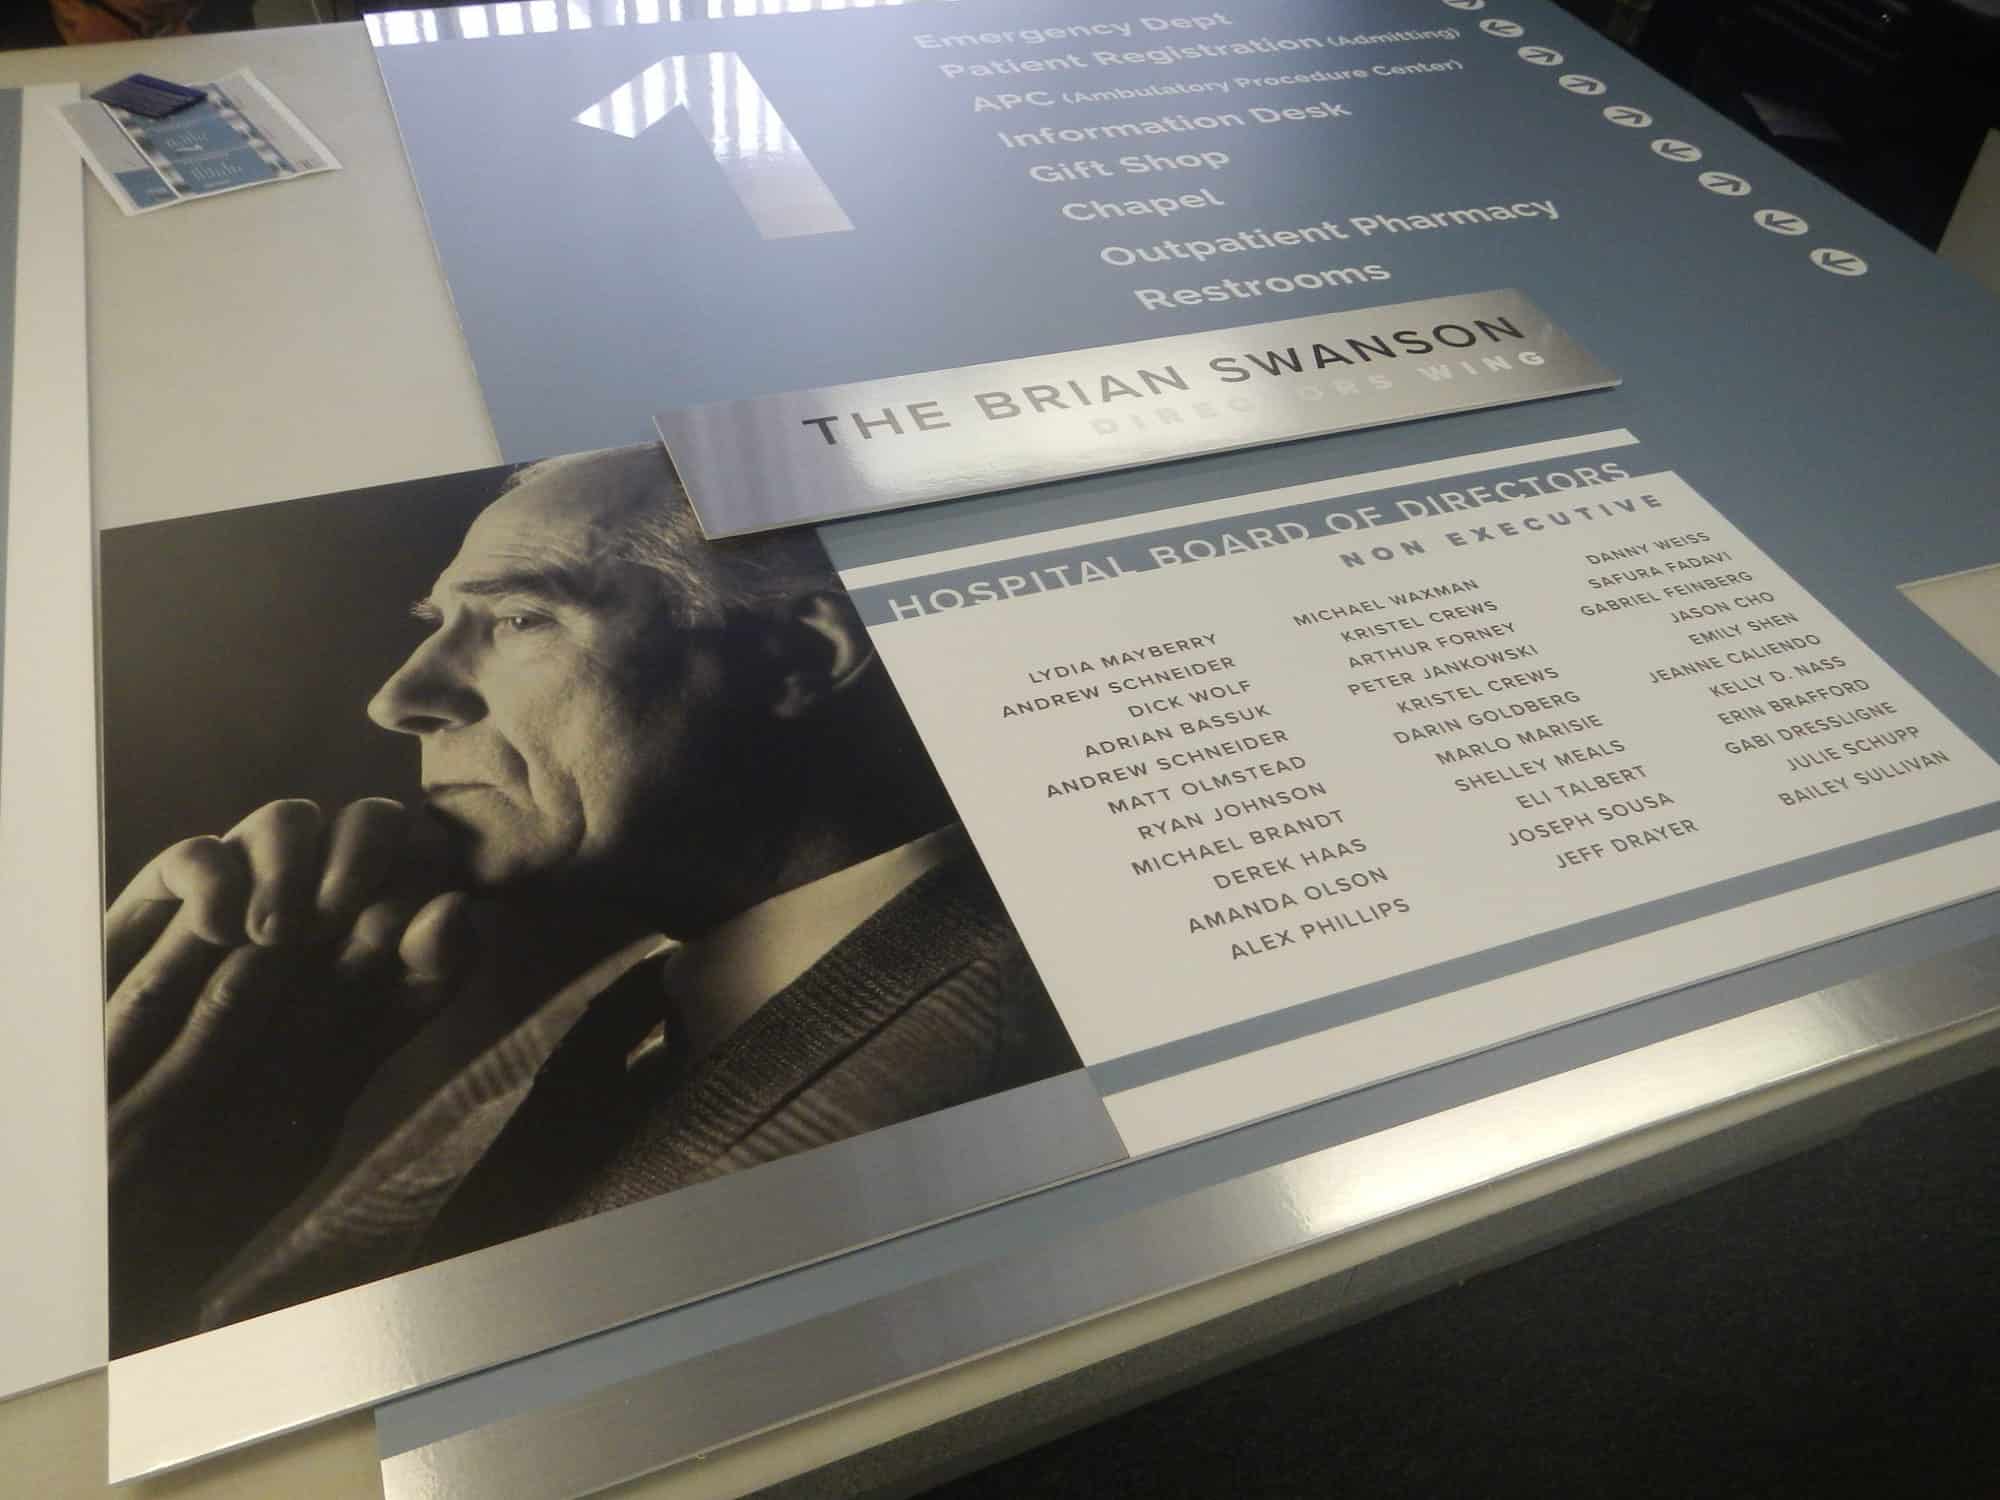 1
Emergency Dept
Patient Registration (Admitting)
APC (Ambulatory Procedure Center)
Information Desk
Gift Shop
Chapel
Outpatient Pharmacy
Restrooms
THE BRIAN SWANSON
DIRECTORS WING
HOSPITAL BOARD OF DIRECTORS
NON EXECUTIVE
LYDIA MAYBERRY
ANDREW SCHNEIDER
DICK WOLF
ADRIAN BASSUK
ANDREW SCHNEIDER
MATT OLMSTEAD
RYAN JOHNSON
MICHAEL BRANDT
DEREK HAAS
AMANDA OLSON
ALEX PHILLIPS
MICHAEL WAXMAN
KRISTEL CREWS
ARTHUR FORNEY
PETER JANKOWSKI
KRISTEL CREWS
DARIN GOLDBERG
MARLO MARISIE
SHELLEY MEALS
ELI TALBERT
JOSEPH SOUSA
JEFF DRAYER
DANNY WEISS
SAFURA FADAVI
GABRIEL FEINBERG
JASON CHO
EMILY SHEN
JEANNE CALIENDO
KELLY D. NASS
ERIN BRAFFORD
GABI DRESSLIGNE
JULIE SCHUPP
BAILEY SULLIVAN